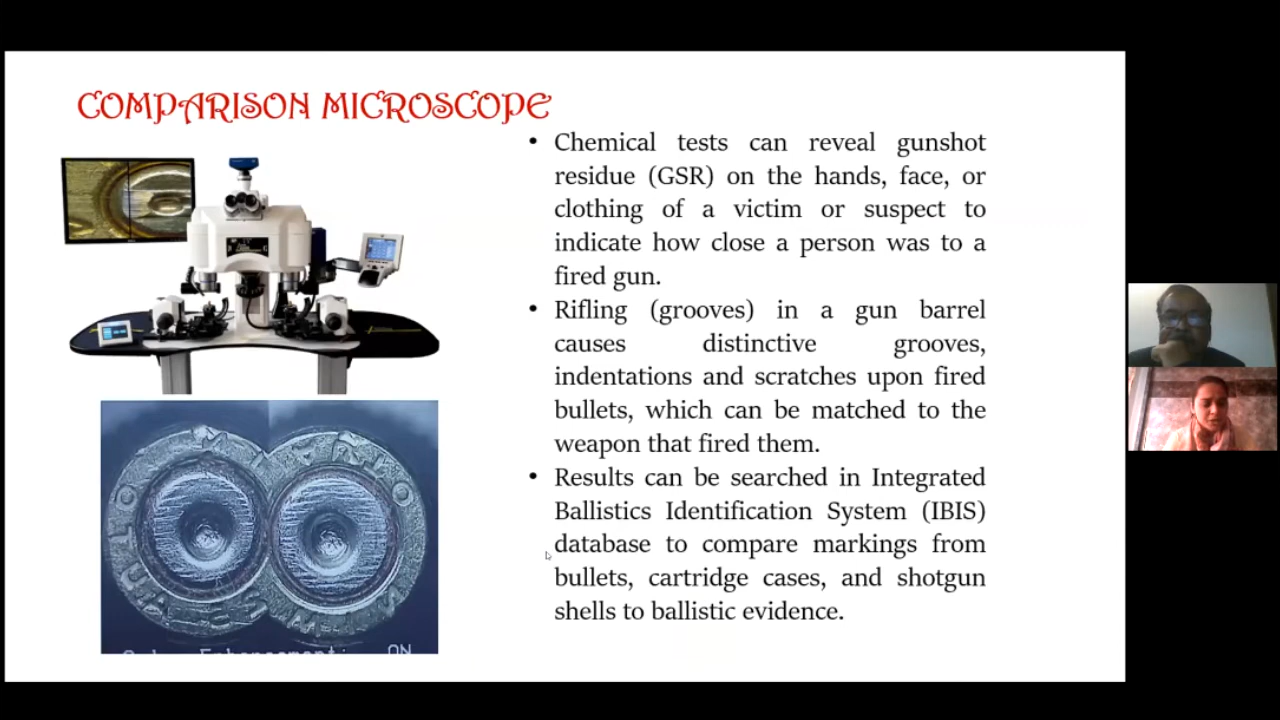 COMPARISON MICROSCOPE
• Chemical tests can reveal gunshot
residue (GSR) on the hands, face, or
clothing of a victim or suspect to
indicate how close a person was to a
fired gun.
• Rifling (grooves) in a gun barrel
causes distinctive grooves,
indentations and scratches upon fired
bullets, which can be matched to the
weapon that fired them.
• Results can be searched in Integrated
Ballistics Identification System (IBIS)
database to compare markings from
bullets, cartridge cases, and shotgun
shells to ballistic evidence.
ON